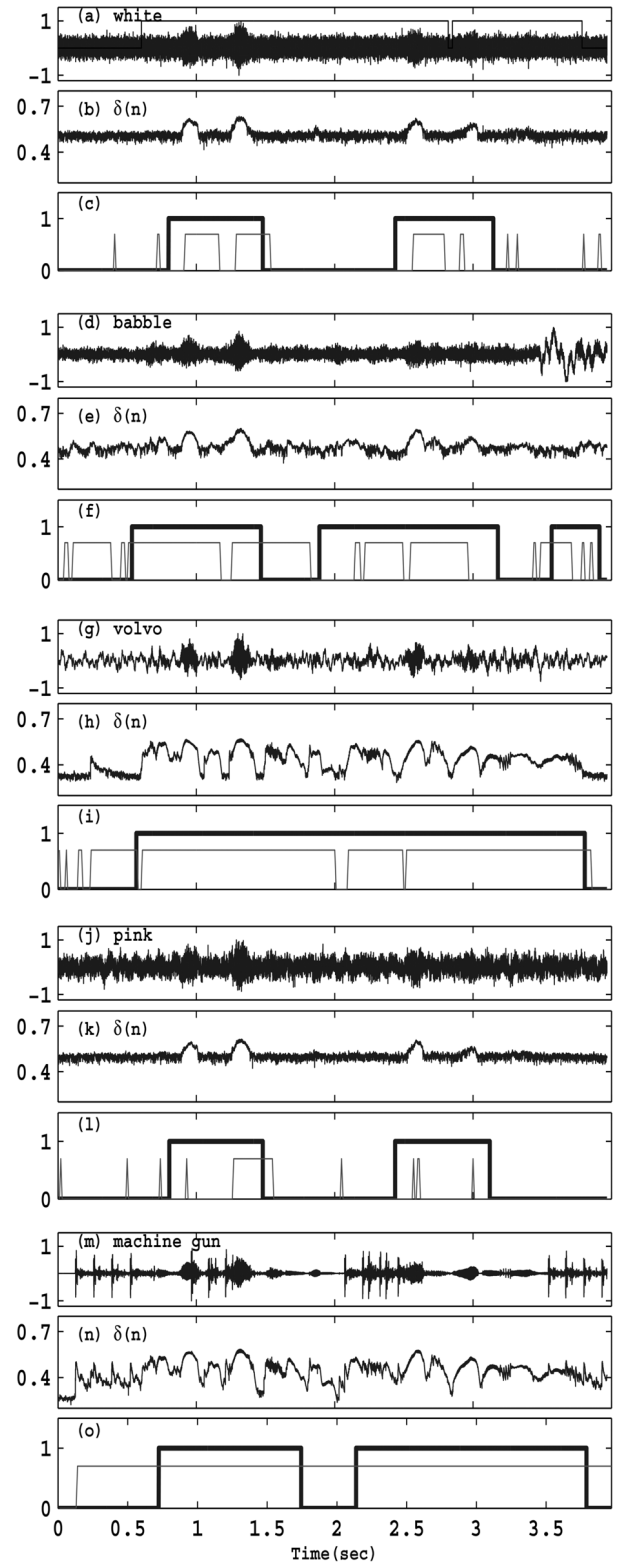 (a) white
1
-1
(b) δ(n)
0.7
0.4
(c)
1
0
(d) babble
1
-1
(e) δ(n)
0.7
0.4
(f)
1
0
(g) volvo
1
-1
(h) δ(n)
0.7
0.4
(i)
1
0
(j) pink
1
-1
(k) δ(n)
0.7
0.4
(l)
1
0
(m) machine gun
1
-1
(n) δ(n)
0.7
0.4
(o)
1
0
0 0.5 1 1.5 2 2.5 3 3.5
Time(sec)